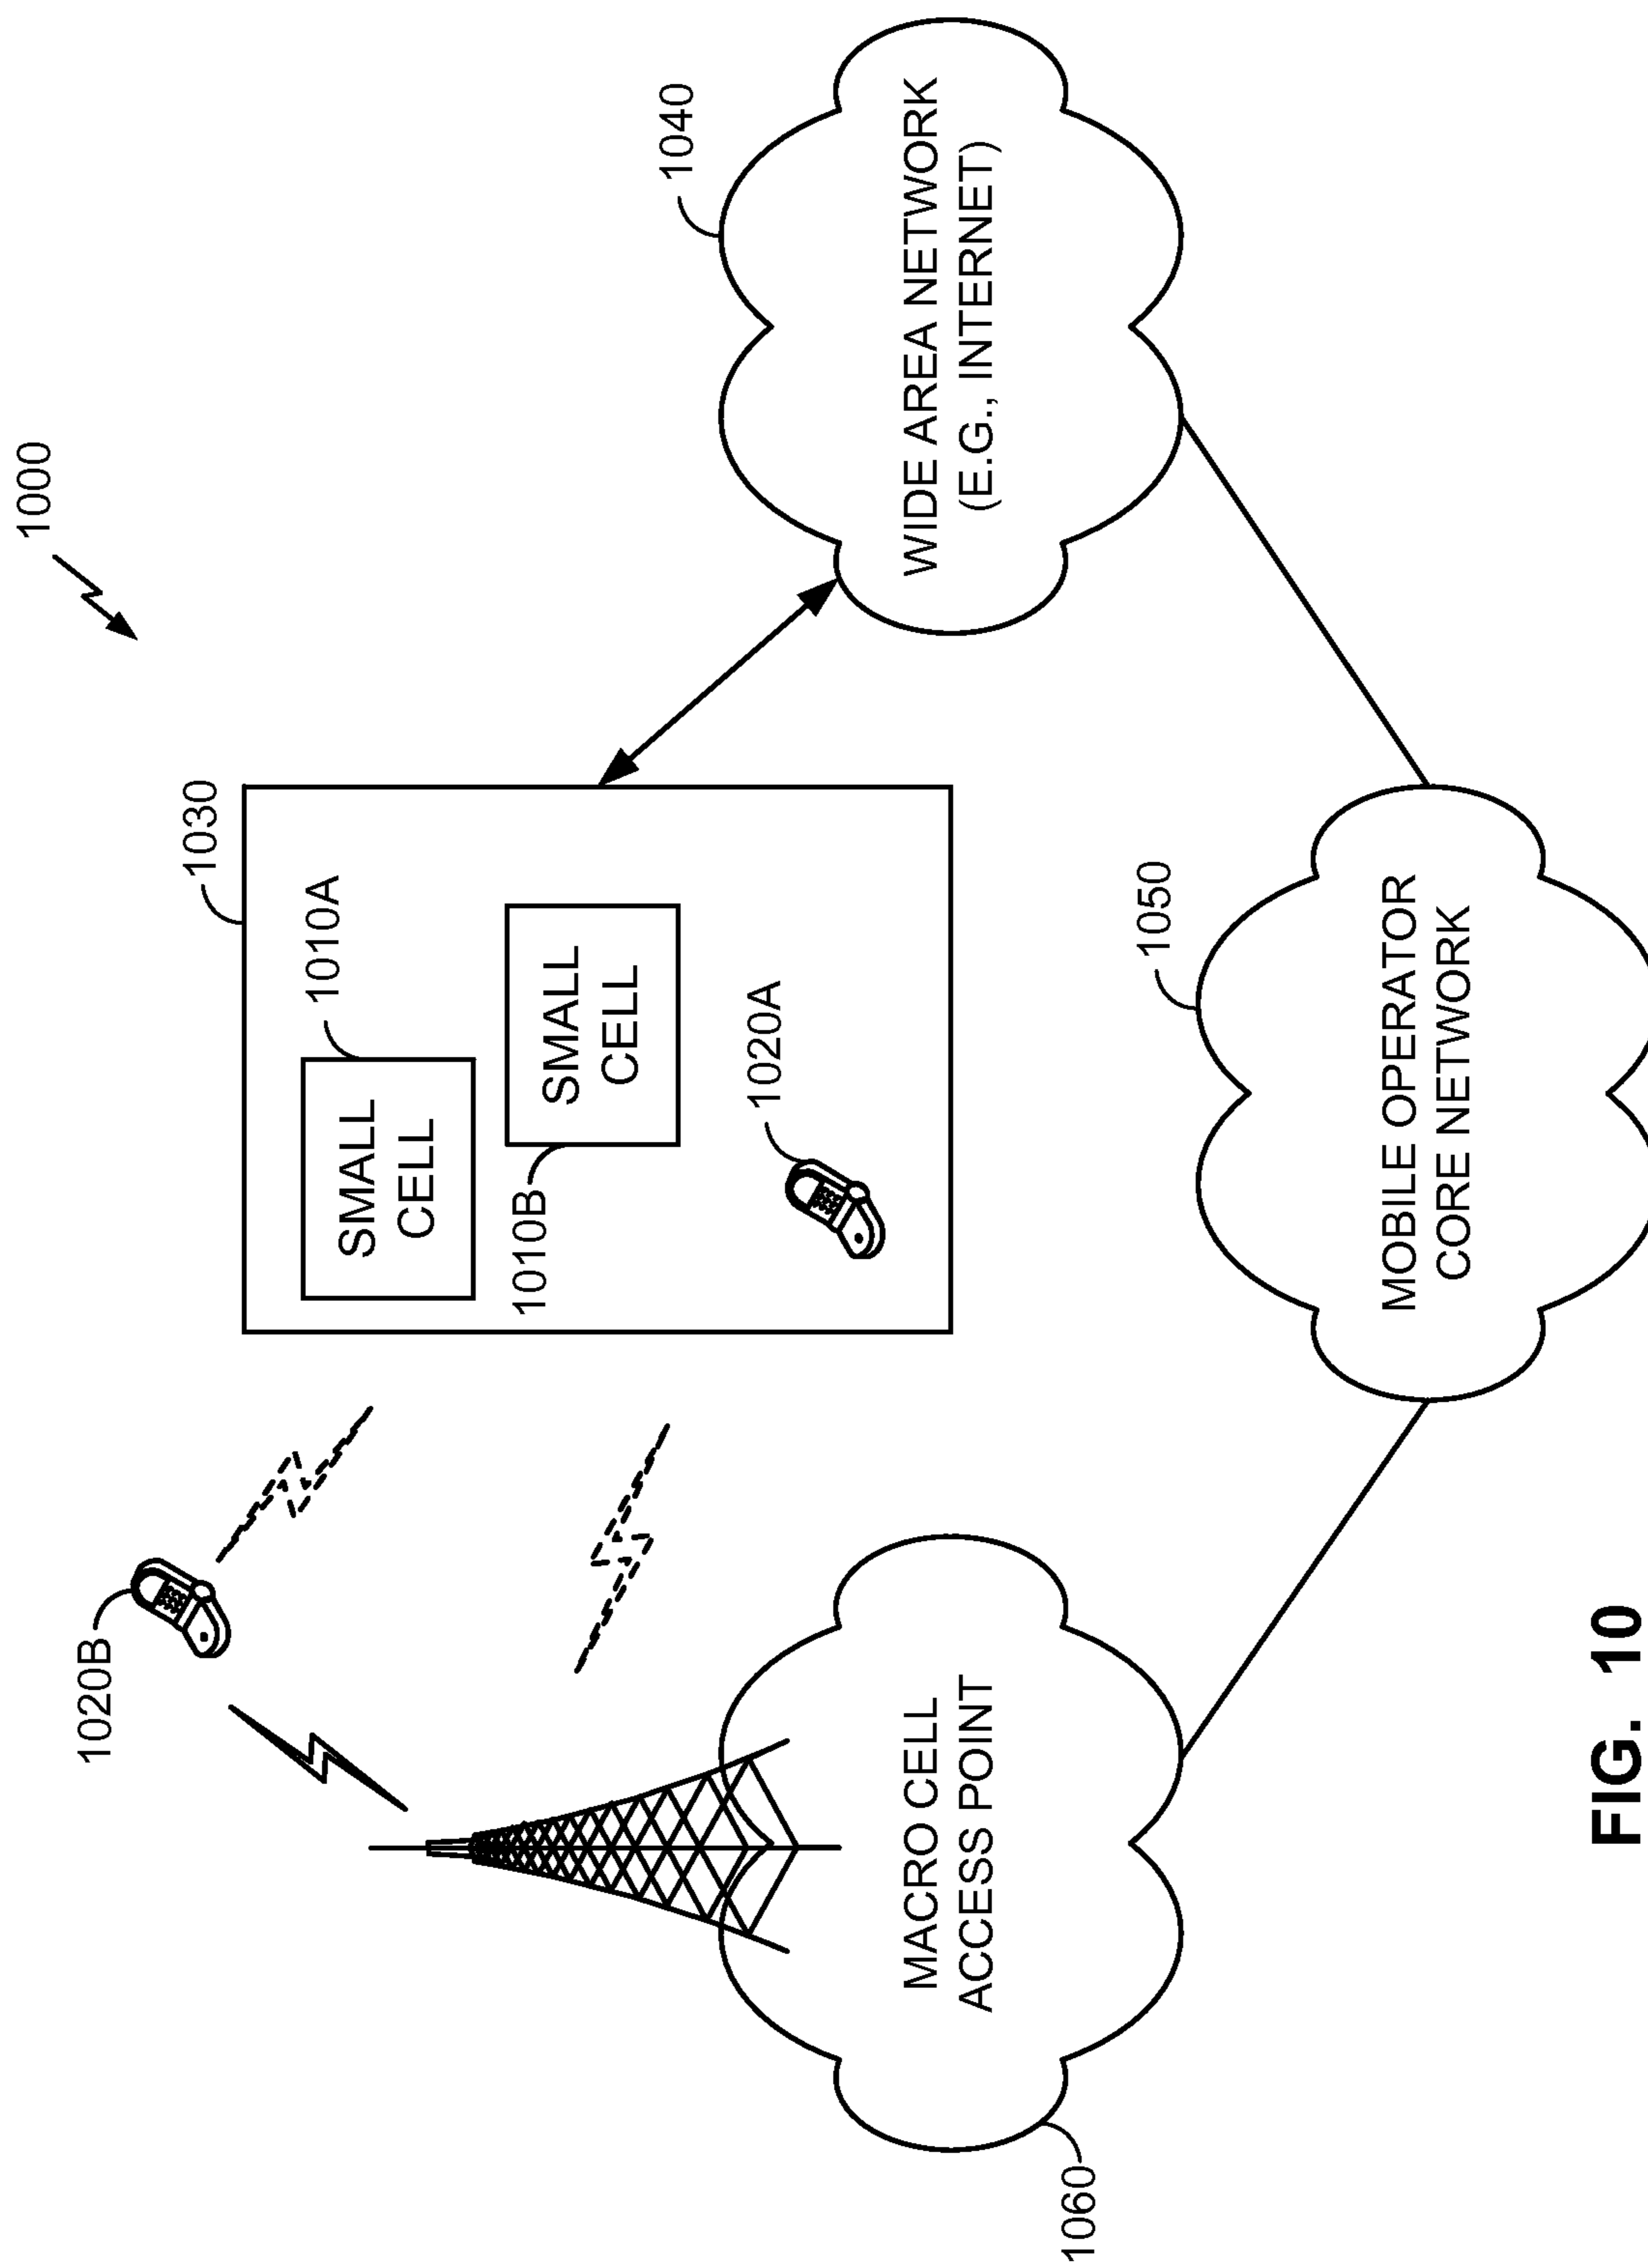 1000
1020B
1030
1010A
SMALL
CELL
1010B
SMALL
CELL
1020A
1040
WIDE AREA NETWORK
(E.G., INTERNET)
MACRO CELL
ACCESS POINT
1060
1050
MOBILE OPERATOR
CORE NETWORK
FIG. 10